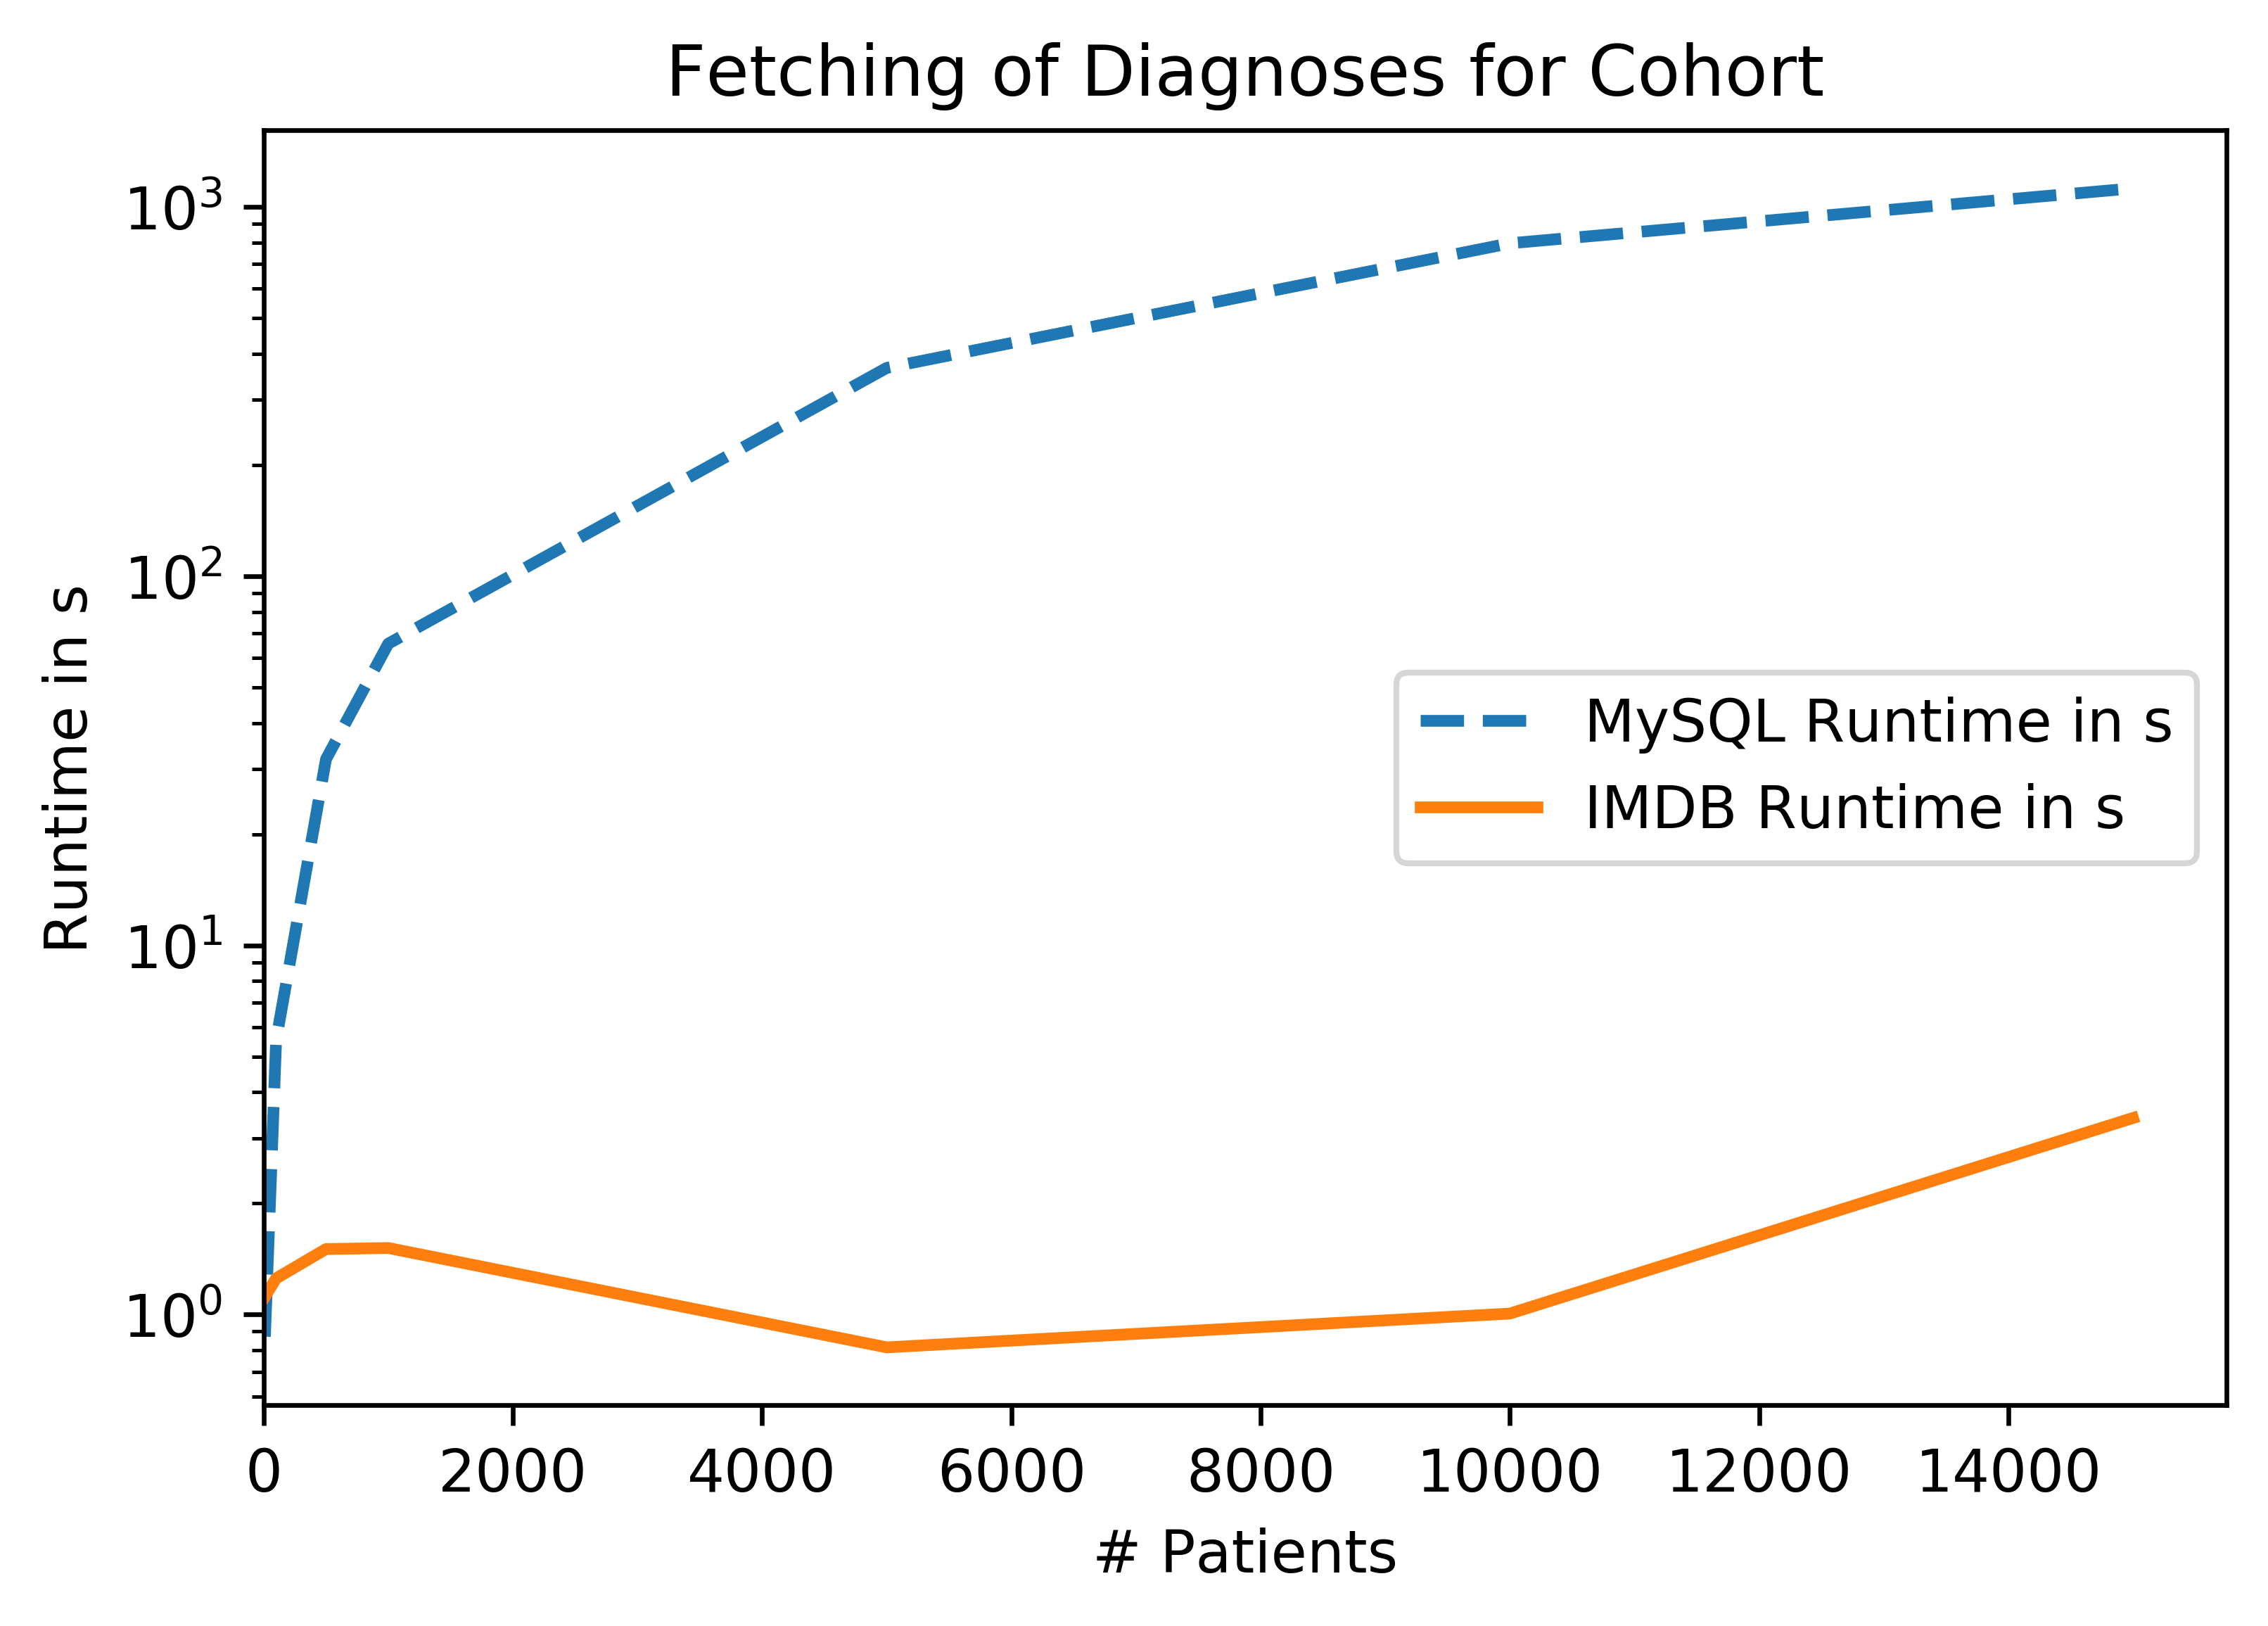 Fetching of Diagnoses for Cohort
10³
10²
10¹
10⁰
Runtime in s
MySQL Runtime in s
IMDB Runtime in s
0 2000 4000 6000 8000 10000 12000 14000
# Patients